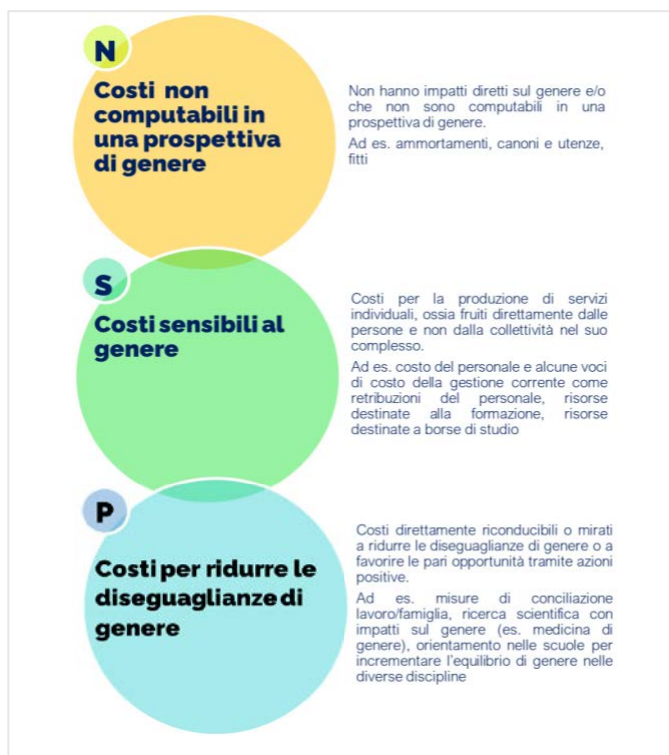 N
Costi non
computabili in
una prospettiva
di genere
Non hanno impatti diretti sul genere e/o
che non sono computabili in una
prospettiva di genere.
Ad es. ammortamenti, canoni e utenze,
fitti
S
Costi sensibili al
genere
Costi per la produzione di servizi
individuali, ossia fruiti direttamente dalle
persone e non dalla collettività nel suo
complesso.
Ad es. costo del personale e alcune voci
di costo della gestione corrente come
retribuzioni del personale, risorse
destinate alla formazione, risorse
destinate a borse di studio
P
Costi per ridurre le
diseguaglianze di
genere
Costi direttamente riconducibili o mirati
a ridurre le diseguaglianze di genere o a
favorire le pari opportunità tramite azioni
positive.
Ad es. misure di conciliazione
lavoro/famiglia, ricerca scientifica con
impatti sul genere (es. medicina di
genere), orientamento nelle scuole per
incrementare l'equilibrio di genere nelle
diverse discipline